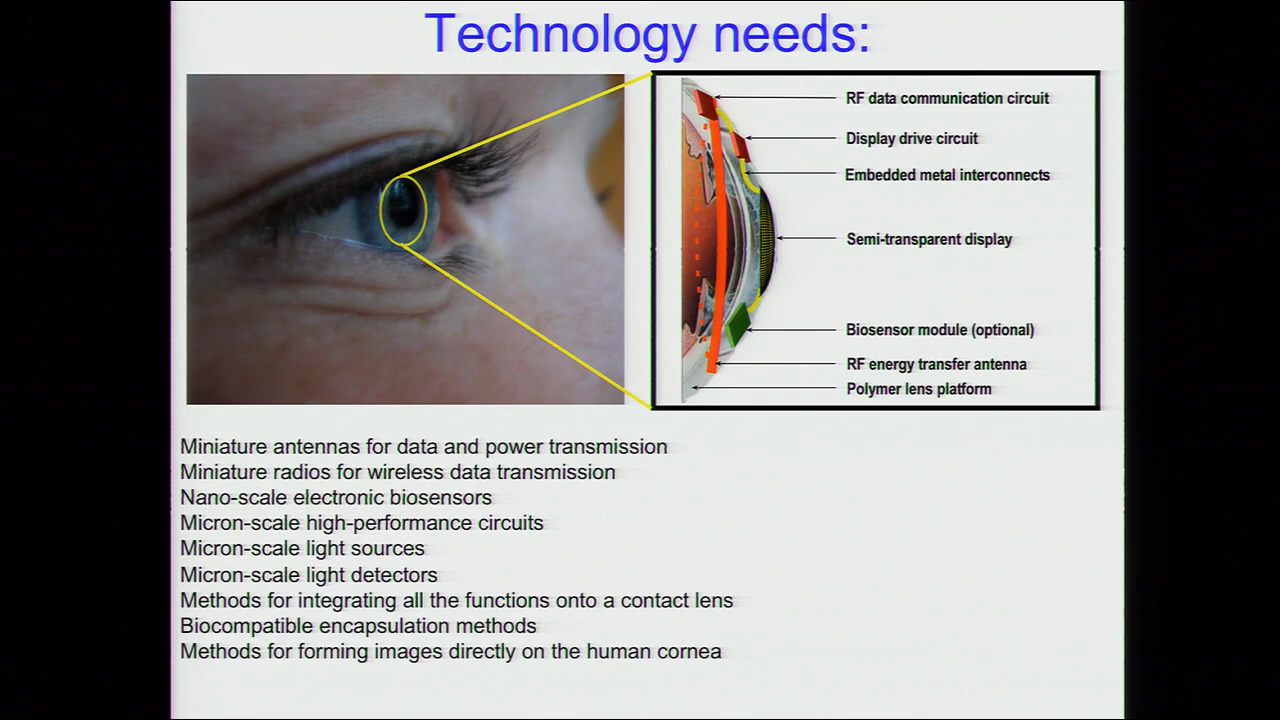 Technology needs:
RF data communication circuit
Display drive circuit
Embedded metal interconnects
Semi-transparent display
Biosensor module (optional)
RF energy transfer antenna
Polymer lens platform
Miniature antennas for data and power transmission
Miniature radios for wireless data transmission
Nano-scale electronic biosensors
Micron-scale high-performance circuits
Micron-scale light sources
Micron-scale light detectors
Methods for integrating all the functions onto a contact lens
Biocompatible encapsulation methods
Methods for forming images directly on the human cornea